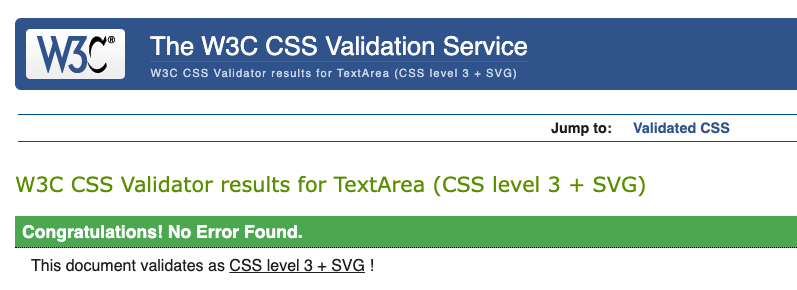 W3C®
The W3C CSS Validation Service
W3C CSS Validator results for TextArea (CSS level 3 + SVG)
Jump to: Validated CSS
W3C CSS Validator results for TextArea (CSS level 3 + SVG)
Congratulations! No Error Found.
This document validates as CSS level 3 + SVG !